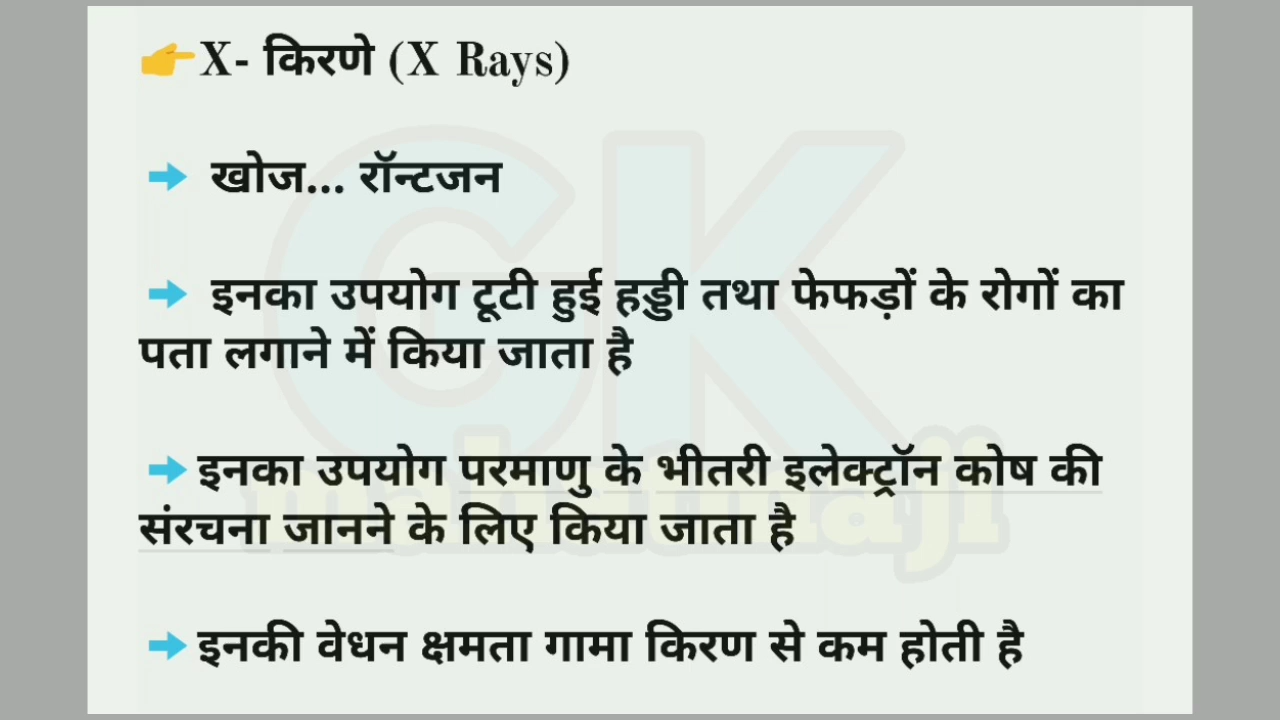 👉X- किरणे (X Rays)
➡ खोज... रॉन्टजन
➡ इनका उपयोग टूटी हुई हड्डी तथा फेफड़ों के रोगों का
पता लगाने में किया जाता है
➡इनका उपयोग परमाणु के भीतरी इलेक्ट्रॉन कोष की
संरचना जानने के लिए किया जाता है
➡इनकी वेधन क्षमता गामा किरण से कम होती है
GK